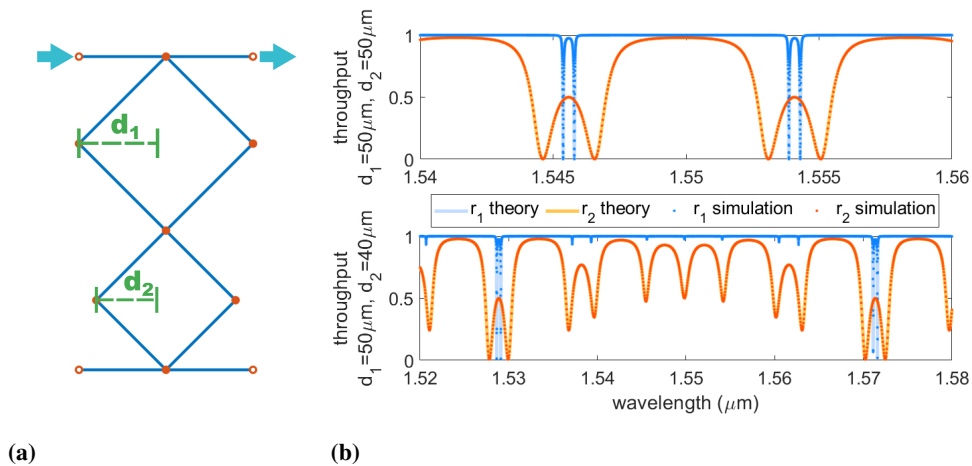 d₁
d₂
(a)
throughput
d₁=50μm, d₂=50μm
1
0.5
0
1.54
1.545
1.55
1.555
1.56
r₁ theory
r₂ theory
r₁ simulation
r₂ simulation
throughput
d₁=50μm, d₂=40μm
1
0.5
0
1.52
1.53
1.54
1.55
1.56
1.57
1.58
wavelength (μm)
(b)